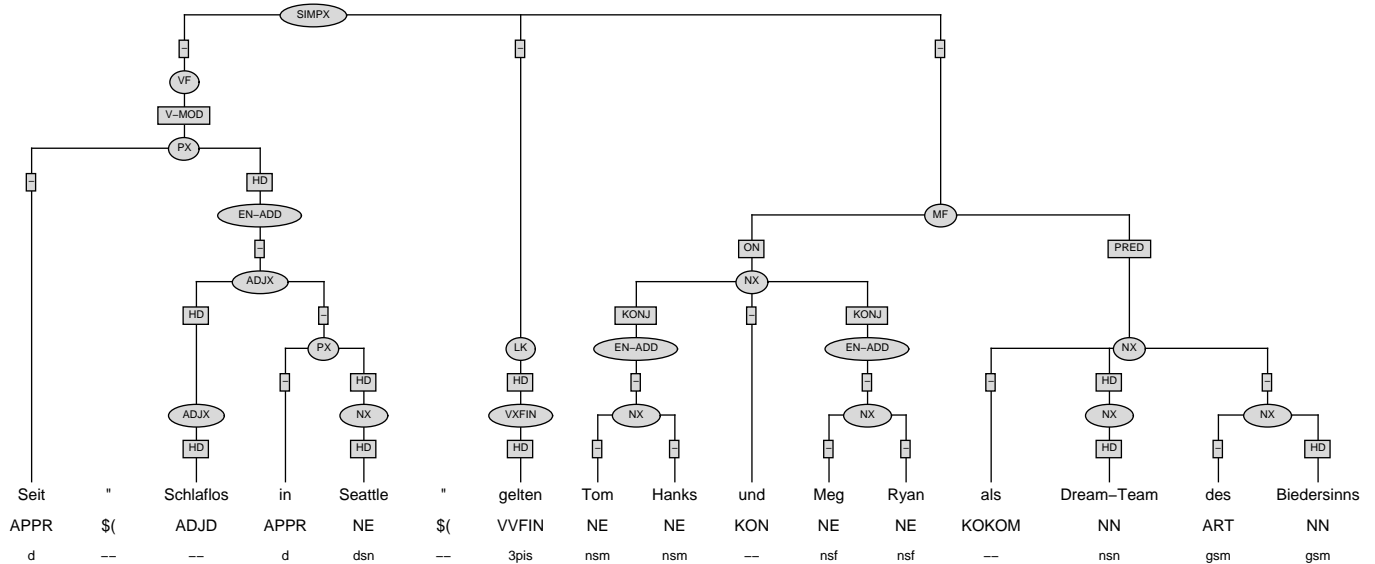 SIMPX
– – –
VF
V–MOD
PX
– HD
EN–ADD MF
– ON PRED
ADJX NX
HD – KONJ – KONJ
PX LK EN–ADD EN–ADD NX
– HD HD – – – HD –
ADJX NX VXFIN NX NX NX NX
HD HD HD – – – – HD – HD
Seit " Schlaflos in Seattle " gelten Tom Hanks und Meg Ryan als Dream–Team des Biedersinns
APPR $( ADJD APPR NE $( VVFIN NE NE KON NE NE KOKOM NN ART NN
d –– –– d dsn –– 3pis nsm nsm –– nsf nsf –– nsn gsm gsm